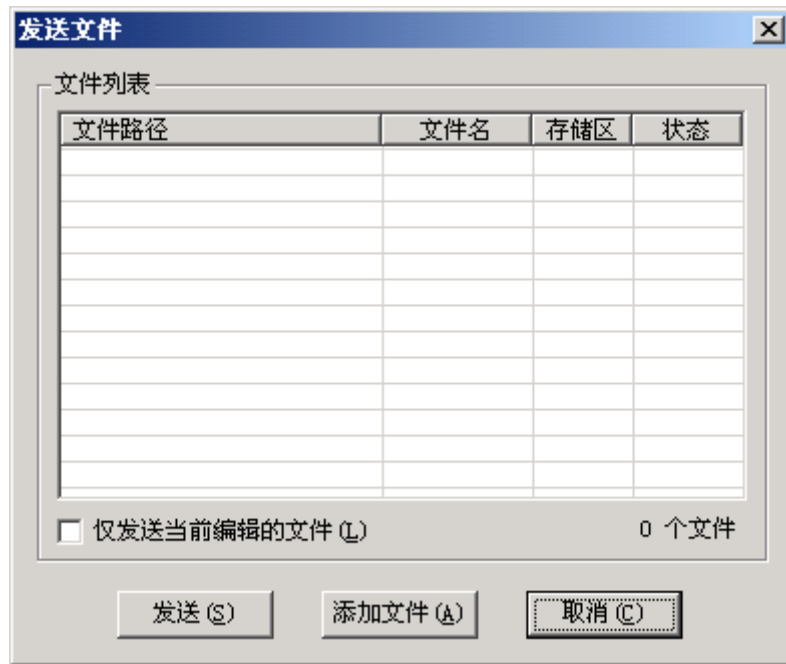 发送文件
文件列表
文件路径 文件名 存储区 状态
仅发送当前编辑的文件(L) 0 个文件
发送(S) 添加文件(A) 取消(C)